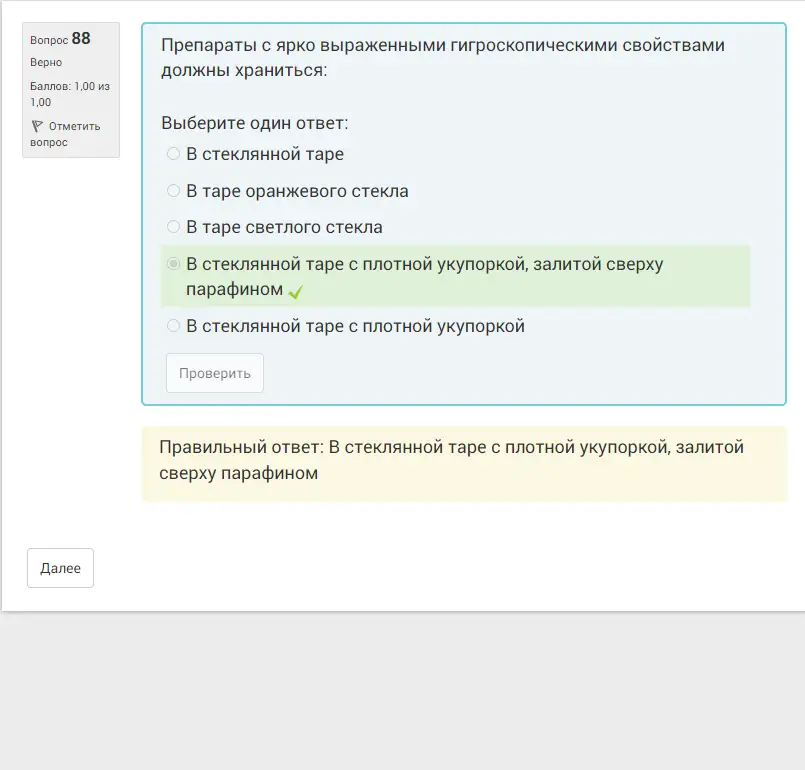 Вопрос 88
Верно
Баллов: 1,00 из
1,00
Отметить
вопрос
Препараты с ярко выраженными гигроскопическими свойствами
должны храниться:
Выберите один ответ:
В стеклянной таре
В таре оранжевого стекла
В таре светлого стекла
В стеклянной таре с плотной укупоркой, залитой сверху
парафином
В стеклянной таре с плотной укупоркой
Проверить
Правильный ответ: В стеклянной таре с плотной укупоркой, залитой
сверху парафином
Далее